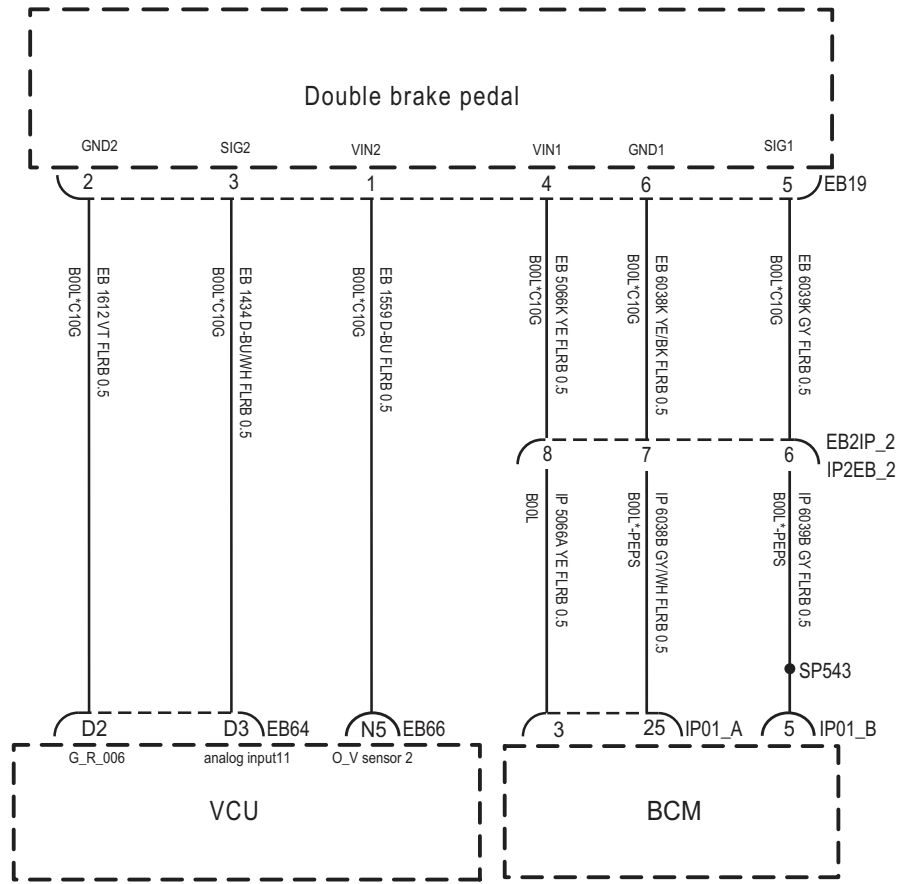 Double brake pedal
GND2 SIG2 VIN2 VIN1 GND1 SIG1
2 3 1 4 6 5 EB19
EB 1612 VT FLRB 0.5
B00L*C10G
EB 1434 D-BU/WH FLRB 0.5
B00L*C10G
EB 1559 D-BU FLRB 0.5
B00L*C10G
EB 5066K YE FLRB 0.5
B00L*C10G
EB 6038K YE/BK FLRB 0.5
B00L*C10G
EB 6039K GY FLRB 0.5
B00L*C10G
8 7 6 EB2IP_2
IP2EB_2
IP 5066A YE FLRB 0.5
B00L
IP 6038B GY/WH FLRB 0.5
B00L*-PEPS
IP 6039B GY FLRB 0.5
B00L*-PEPS
SP543
D2 D3 EB64 N5 EB66 3 25 IP01_A 5 IP01_B
G_R_006 analog input11 O_V sensor 2
VCU BCM